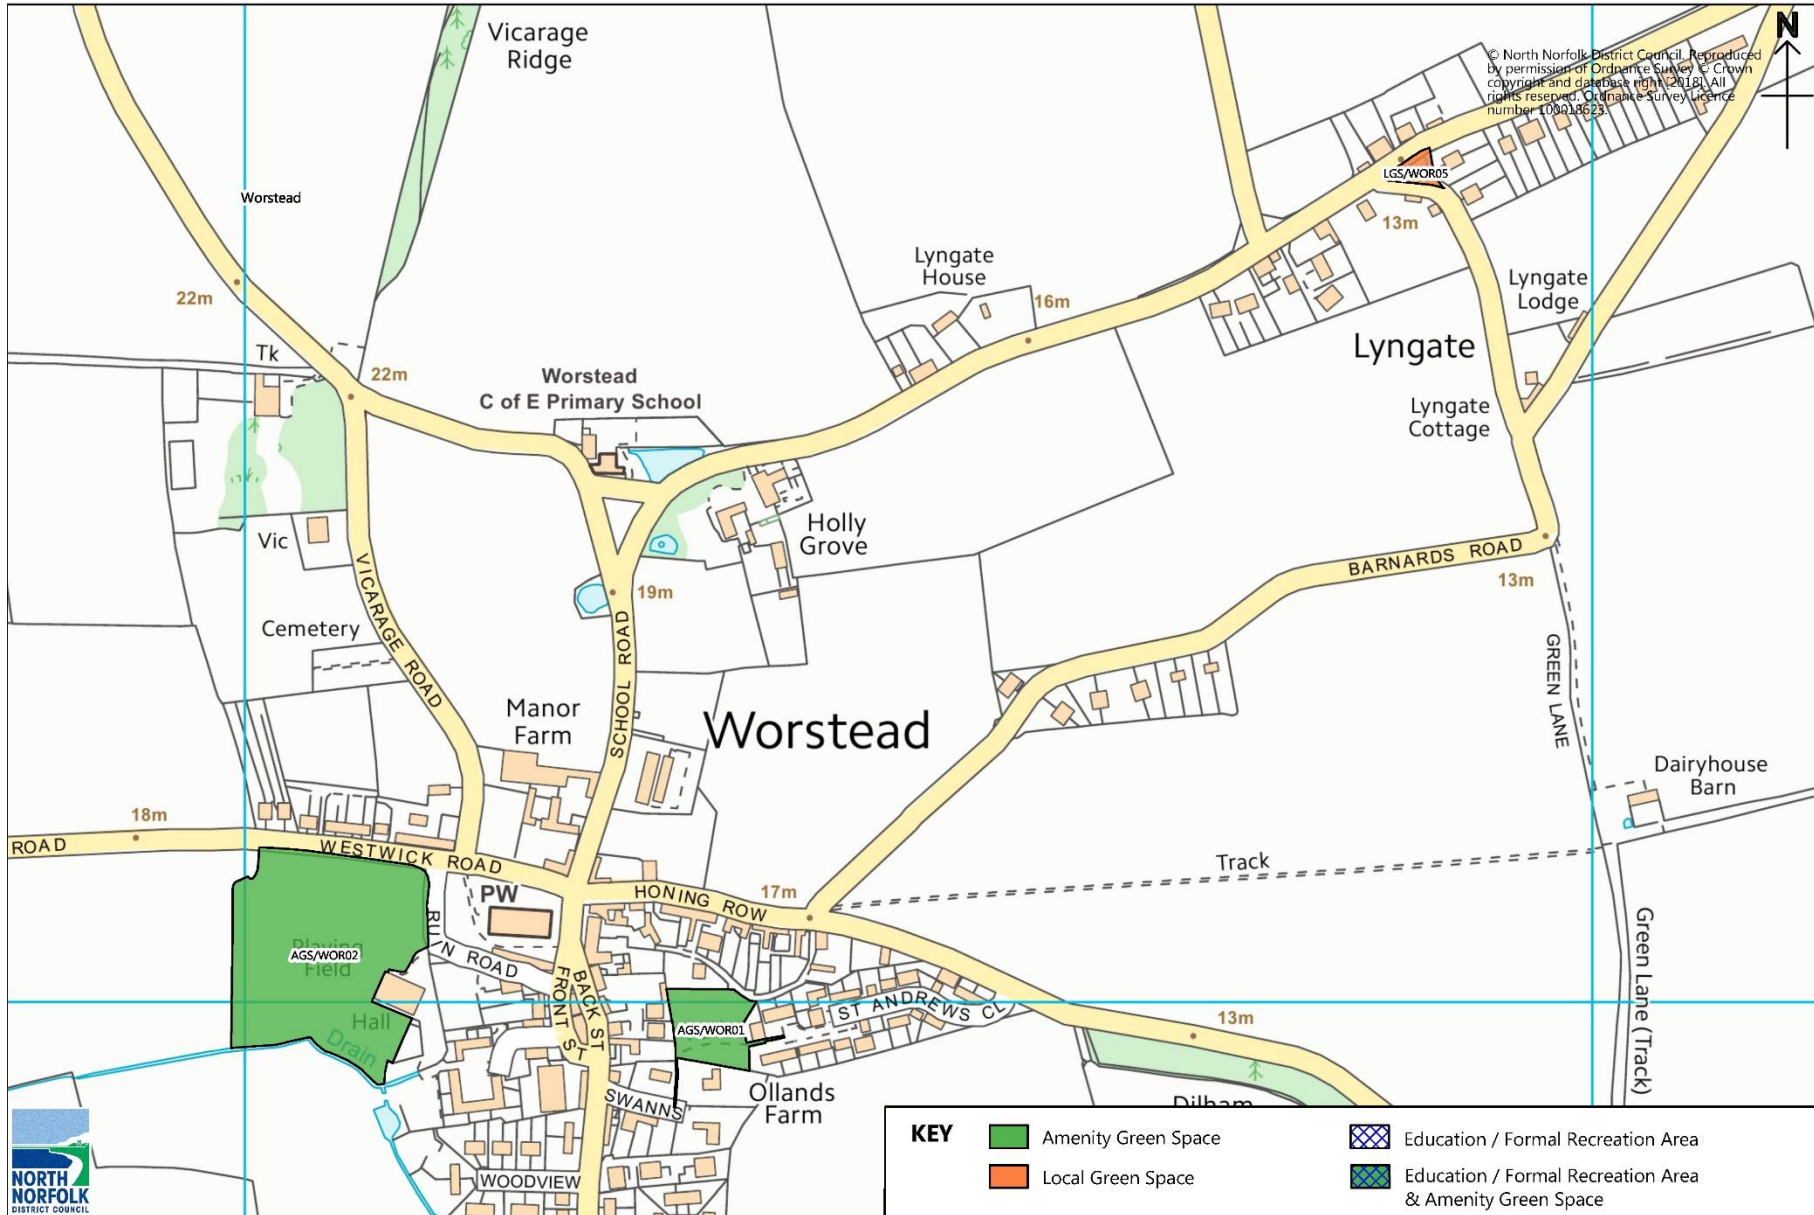 Vicarage
Ridge
N
© North Norfolk District Council. Reproduced
by permission of Ordnance Survey © Crown
copyright and database right [2018]. All
rights reserved. Ordnance Survey Licence
number 100018623.
LGS/WOR05
Worstead
13m
Lyngate
House
Lyngate
Lodge
22m
16m
Lyngate
Tk
22m
Worstead
C of E Primary School
Lyngate
Cottage
Holly
Grove
Vic
BARNARDS ROAD
13m
VICARAGE ROAD
19m
Cemetery
SCHOOL ROAD
GREEN LANE
Manor
Farm
Worstead
Dairyhouse
Barn
18m
ROAD
WESTWICK ROAD
Track
PW
HONING ROW
17m
RUIN ROAD
Playing
Field
AGS/WOR02
Green Lane (Track)
FRONT ST
BACK ST
ST ANDREWS CL
Hall
AGS/WOR01
13m
Drain
SWANNS
Ollands
Farm
Dilham
WOODVIEW
NORTH
NORFOLK
DISTRICT COUNCIL
KEY
Amenity Green Space
Local Green Space
Education / Formal Recreation Area
Education / Formal Recreation Area
& Amenity Green Space